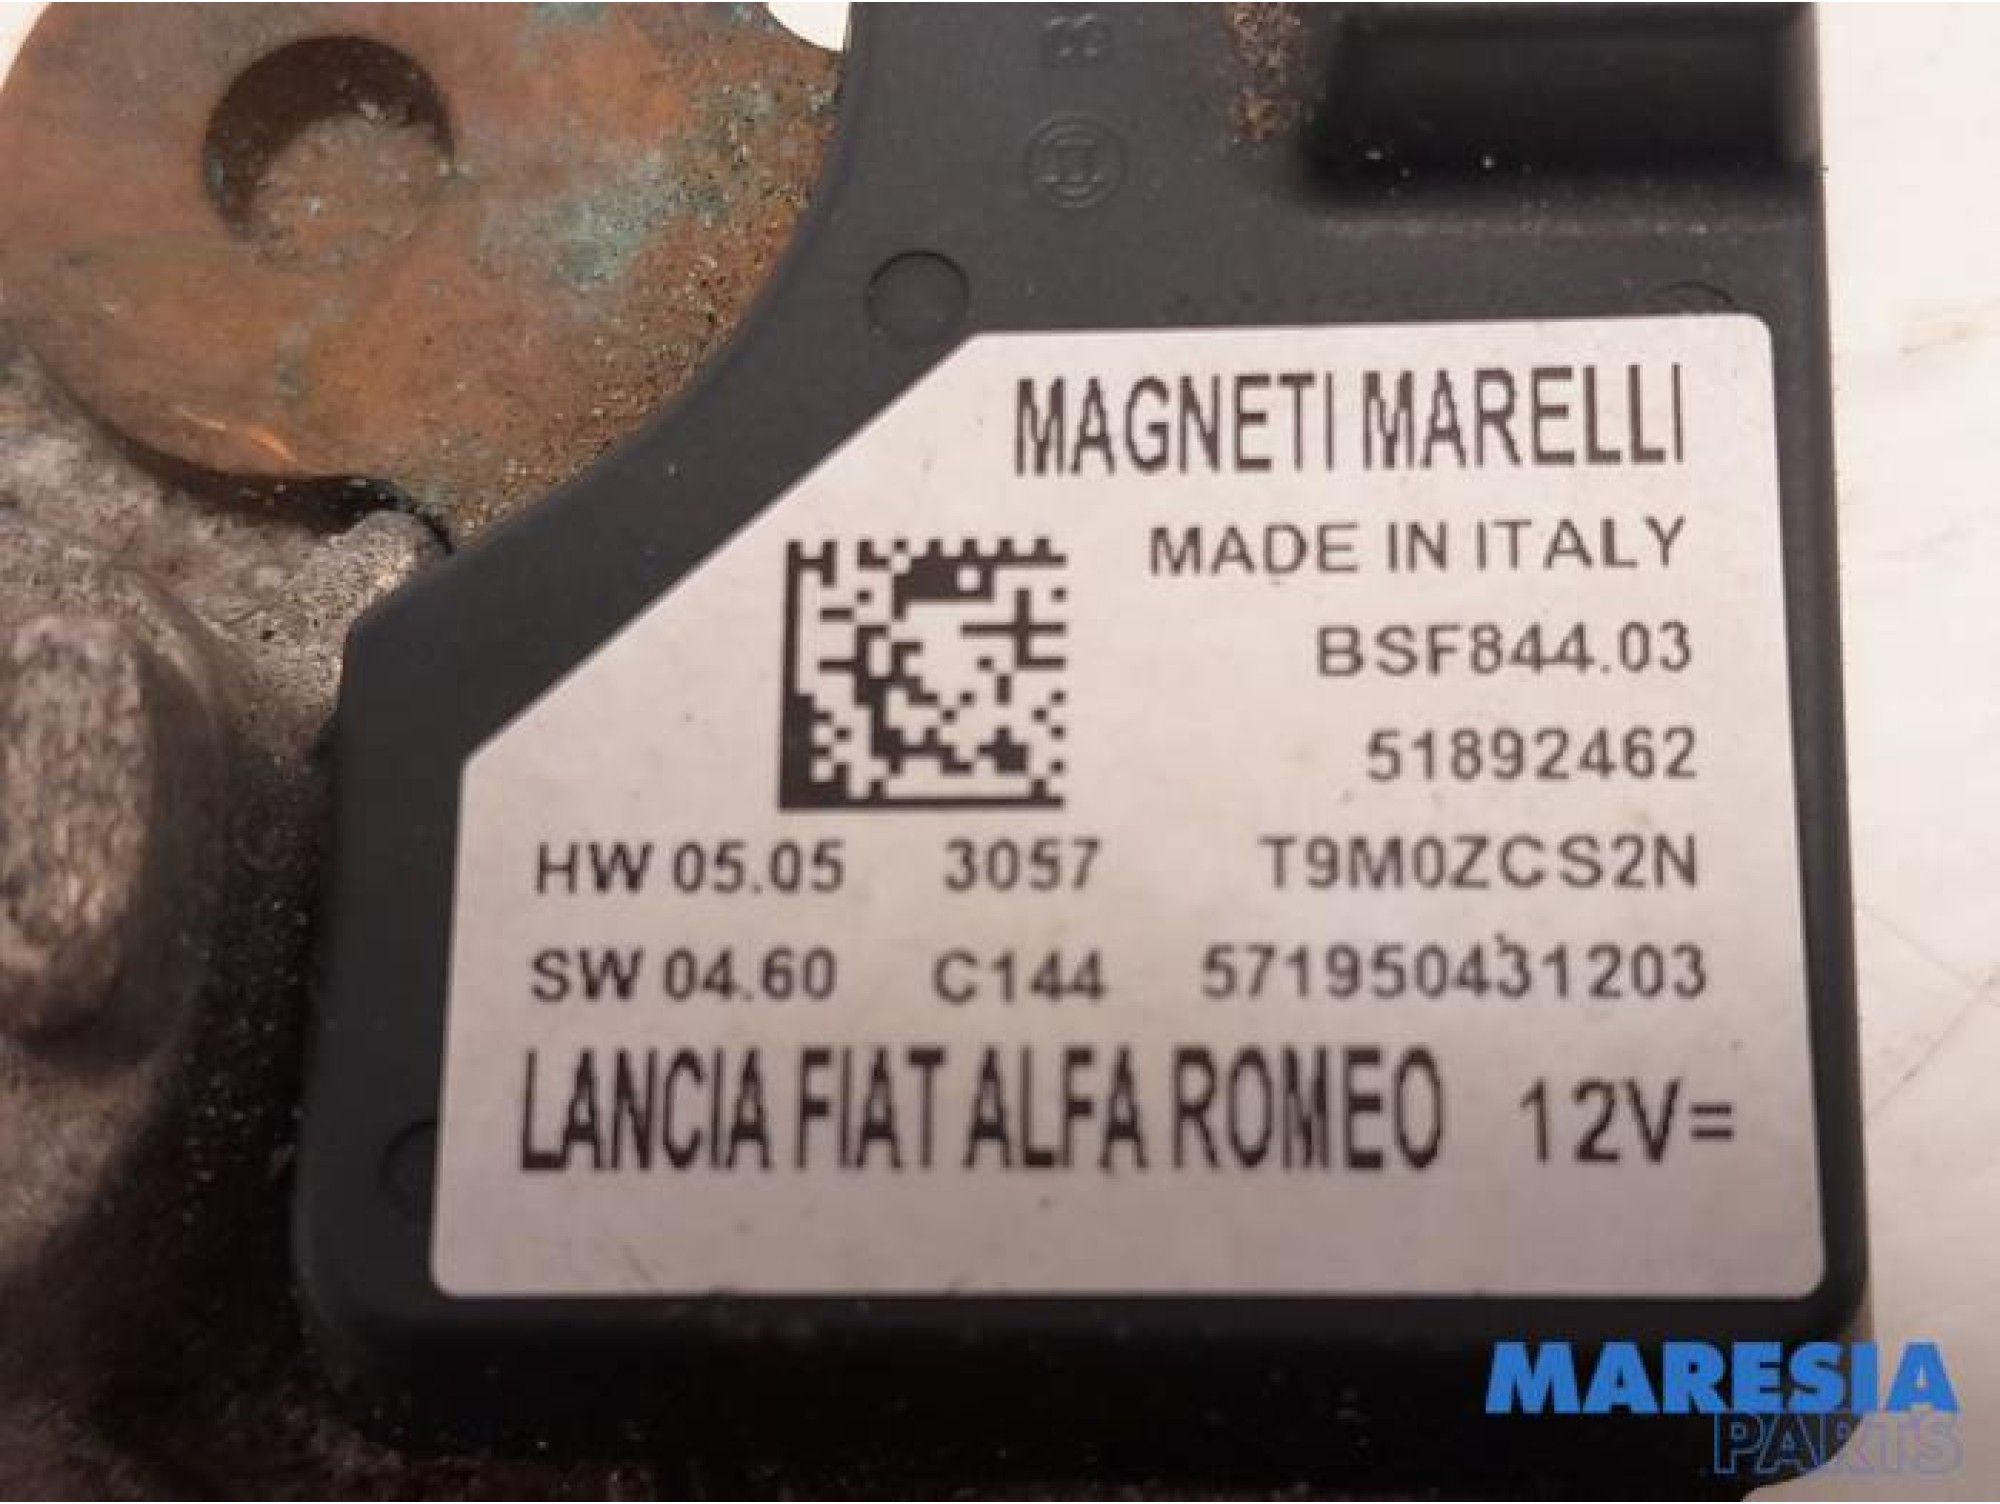 MAGNETI MARELLI
MADE IN ITALY
BSF844.03
51892462
HW 05.05 3057 T9M0ZCS2N
SW 04.60 C144 571950431203
LANCIA FIAT ALFA ROMEO 12V=
MARESIA
PARTS